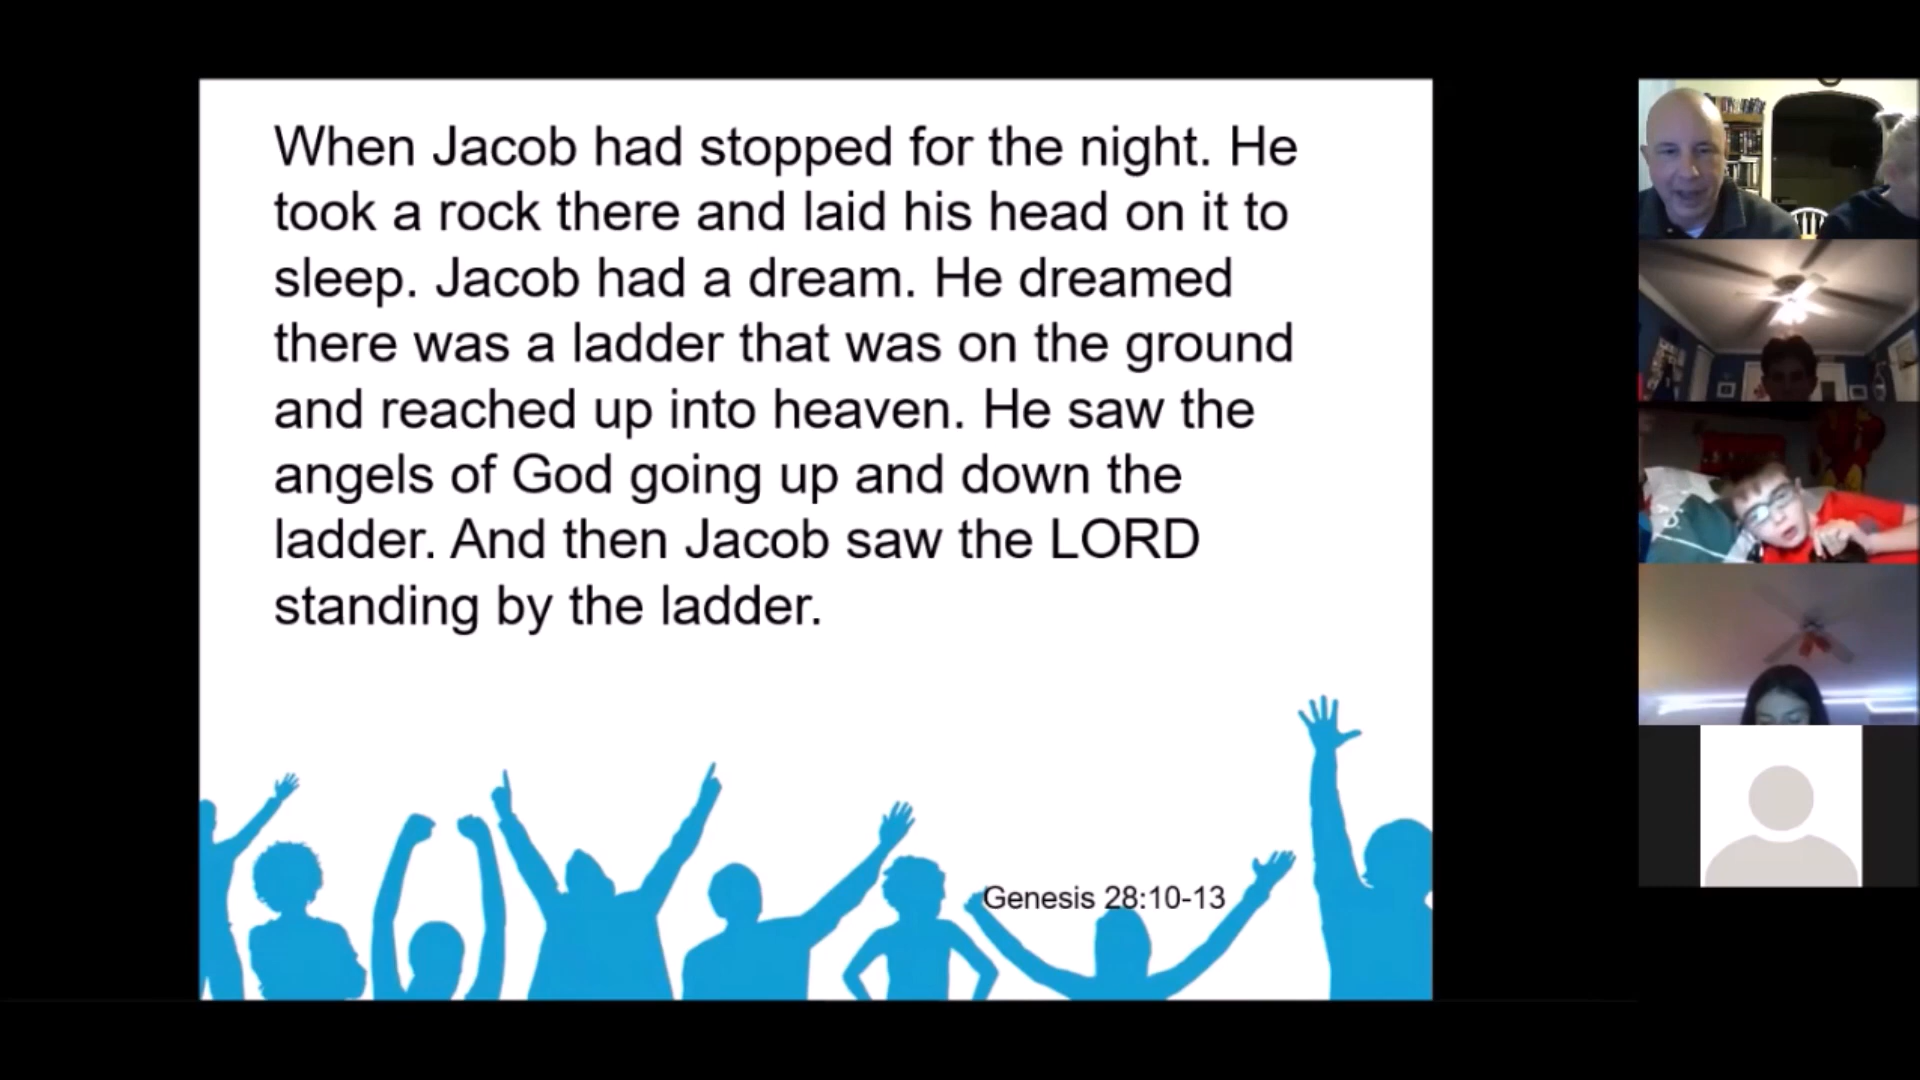 When Jacob had stopped for the night. He
took a rock there and laid his head on it to
sleep. Jacob had a dream. He dreamed
there was a ladder that was on the ground
and reached up into heaven. He saw the
angels of God going up and down the
ladder. And then Jacob saw the LORD
standing by the ladder.
Genesis 28:10-13